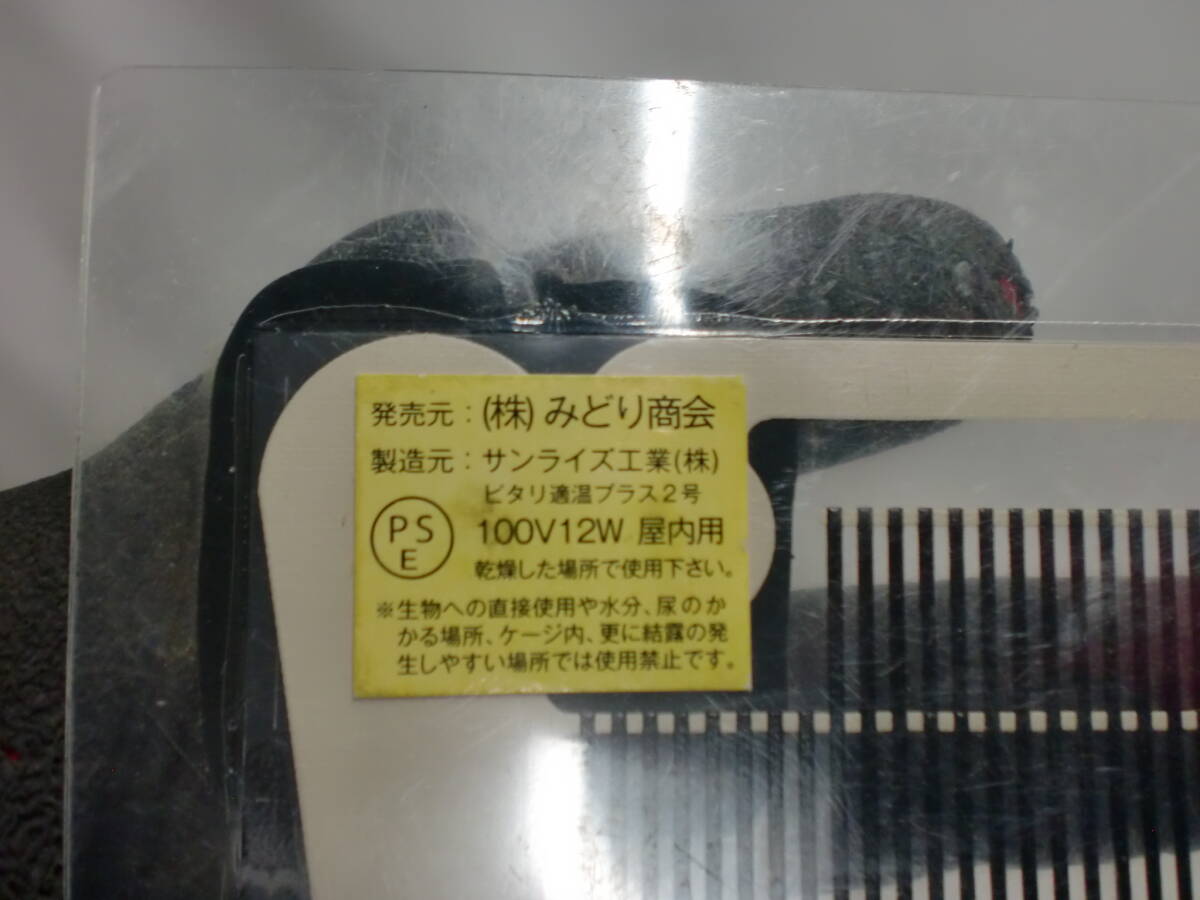 発売元：(株)みどり商会
製造元：サンライズ工業(株)
ピタリ適温プラス2号
PS
E
100V12W 屋内用
乾燥した場所で使用下さい。
※生物への直接使用や水分、尿のか
かる場所、ケージ内、更に結露の発
生しやすい場所では使用禁止です。